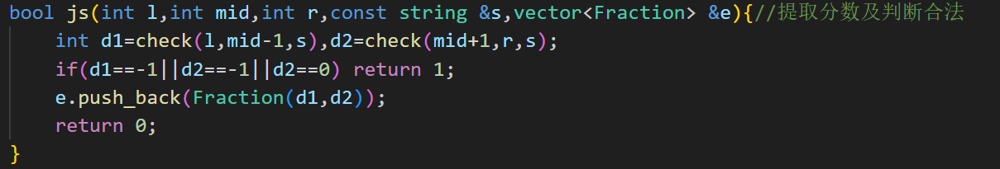 bool js(int l,int mid,int r,const string &s,vector<Fraction> &e){//提取分数及判断合法
    int d1=check(l,mid-1,s),d2=check(mid+1,r,s);
    if(d1==-1||d2==-1||d2==0) return 1;
    e.push_back(Fraction(d1,d2));
    return 0;
}